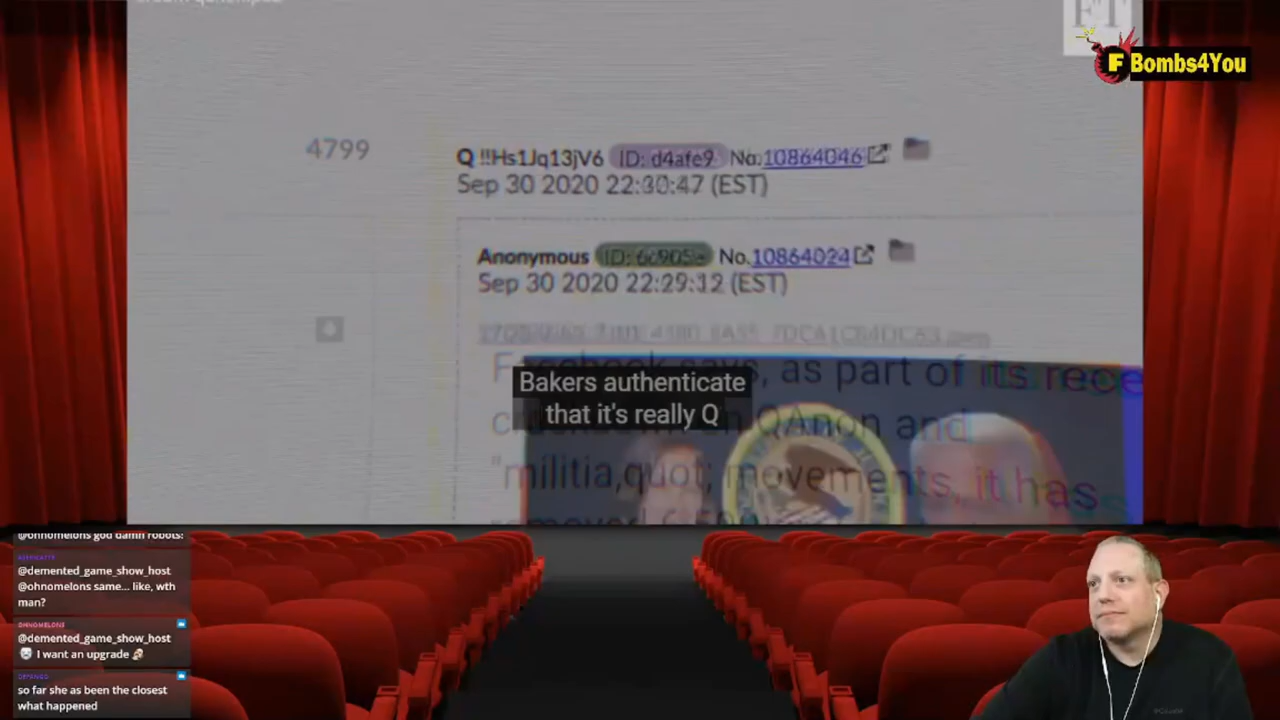 FT
F Bombs4You
4799
Q !!Hs1Jq13jV6 ID: d4afe9 No.10864046
Sep 30 2020 22:30:47 (EST)
Anonymous No.10864024
Sep 30 2020 22:29:12 (EST)
says, as part of its rece
Bakers authenticate
that it's really Q
QAnon and
"militia,quot; movements, it has
@ohnomelons god damn robots!
@demented_game_show_host
@ohnomelons same... like, wth
man?
OHNOMELONS
@demented_game_show_host
I want an upgrade
so far she as been the closest
what happened